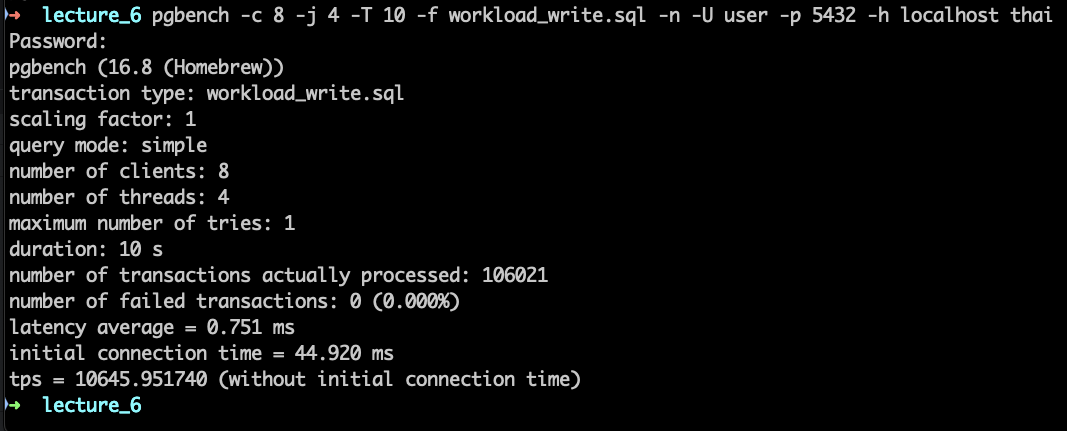 ➜ lecture_6 pgbench -c 8 -j 4 -T 10 -f workload_write.sql -n -U user -p 5432 -h localhost thai
Password:
pgbench (16.8 (Homebrew))
transaction type: workload_write.sql
scaling factor: 1
query mode: simple
number of clients: 8
number of threads: 4
maximum number of tries: 1
duration: 10 s
number of transactions actually processed: 106021
number of failed transactions: 0 (0.000%)
latency average = 0.751 ms
initial connection time = 44.920 ms
tps = 10645.951740 (without initial connection time)
➜ lecture_6